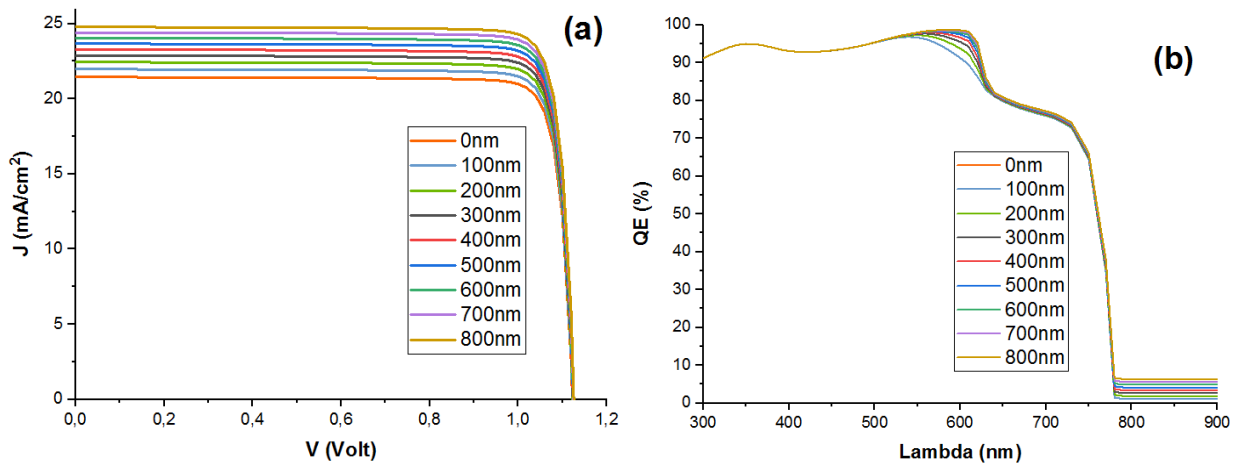 (a)
25
20
15
10
5
0
J (mA/cm²)
0,0 0,2 0,4 0,6 0,8 1,0 1,2
V (Volt)
0nm
100nm
200nm
300nm
400nm
500nm
600nm
700nm
800nm
(b)
100
90
80
70
60
50
40
30
20
10
0
QE (%)
300 400 500 600 700 800 900
Lambda (nm)
0nm
100nm
200nm
300nm
400nm
500nm
600nm
700nm
800nm